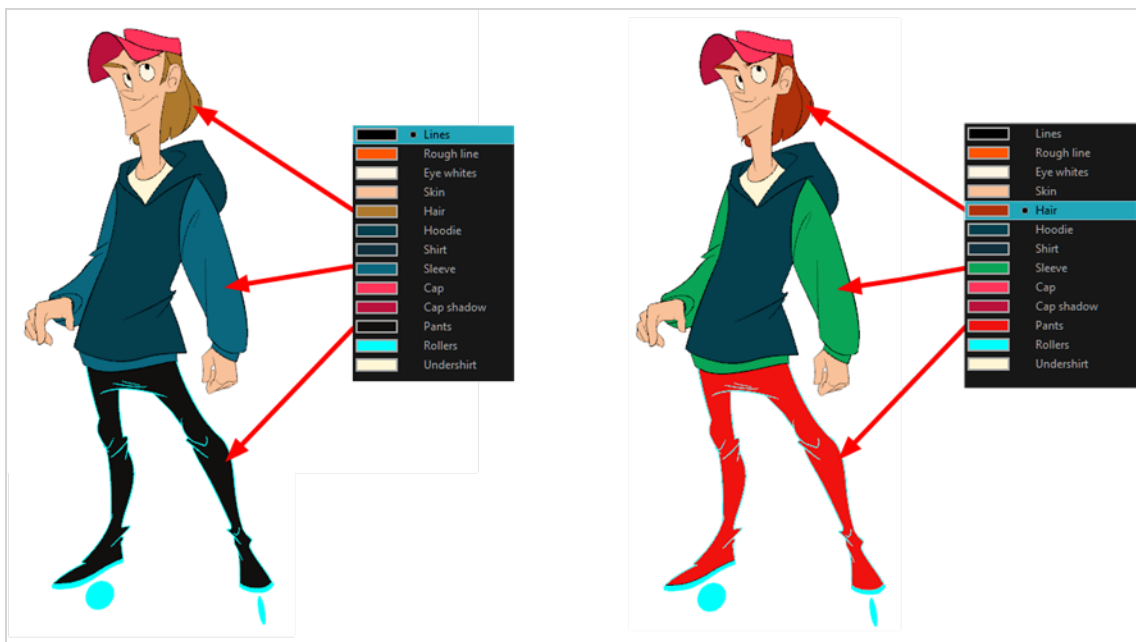 Lines
Rough line
Eye whites
Skin
Hair
Hoodie
Shirt
Sleeve
Cap
Cap shadow
Pants
Rollers
Undershirt
Lines
Rough line
Eye whites
Skin
Hair
Hoodie
Shirt
Sleeve
Cap
Cap shadow
Pants
Rollers
Undershirt